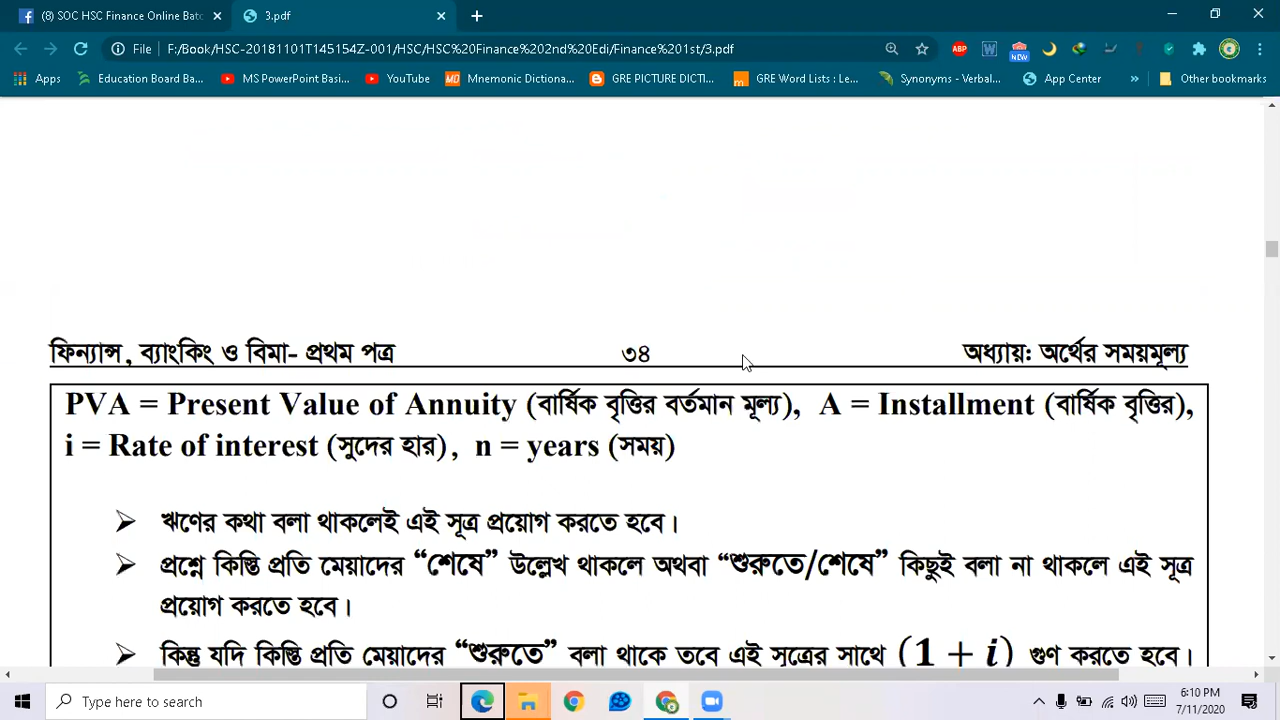 (8) SOC HSC Finance Online Batc
3.pdf
File F:/Book/HSC-20181101T145154Z-001/HSC/HSC%20Finance%202nd%20Edi/Finance%201st/3.pdf
ABP
W
NEW
Apps
Education Board Ba...
MS PowerPoint Basi...
YouTube
Mnemonic Dictiona...
GRE PICTURE DICTI...
GRE Word Lists : Le...
Synonyms - Verbal...
App Center
»
Other bookmarks
ফিন্যান্স, ব্যাংকিং ও বিমা- প্রথম পত্র ৩৪ অধ্যায়: অর্থের সময়মূল্য
PVA = Present Value of Annuity (বার্ষিক বৃত্তির বর্তমান মূল্য), A = Installment (বার্ষিক বৃত্তির),
i = Rate of interest (সুদের হার), n = years (সময়)
➢ ঋণের কথা বলা থাকলেই এই সূত্র প্রয়োগ করতে হবে।
➢ প্রশ্নে কিস্তি প্রতি মেয়াদের “শেষে” উল্লেখ থাকলে অথবা “শুরুতে/শেষে” কিছুই বলা না থাকলে এই সূত্র
প্রয়োগ করতে হবে।
➢ কিন্তু যদি কিস্তি প্রতি মেয়াদের “শুরুতে” বলা থাকে তবে এই সূত্রের সাথে (1 + i) গুণ করতে হবে।
Type here to search
6:10 PM
7/11/2020